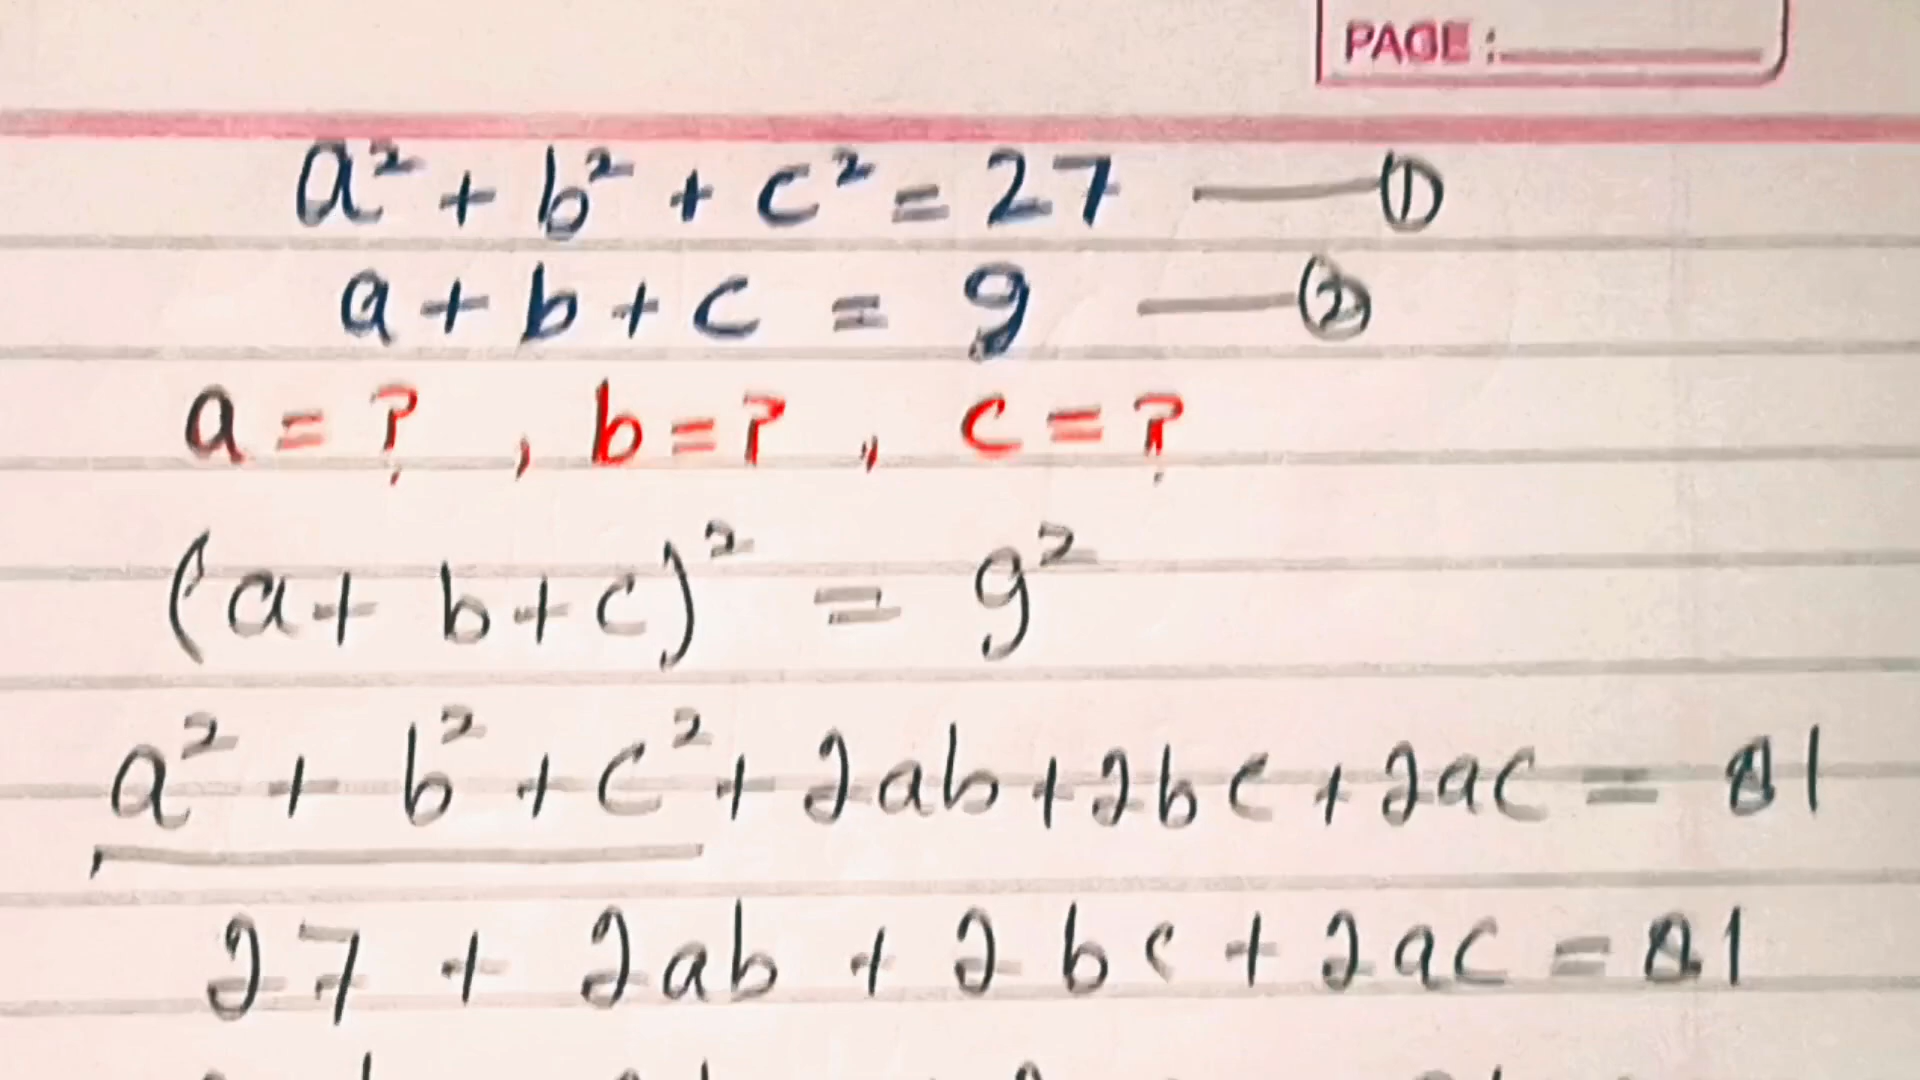 PAGE :
a² + b² + c² = 27 — ①
a + b + c = 9 — ②
a = ? , b = ? , c = ?
(a + b + c)² = 9²
a² + b² + c² + 2ab + 2bc + 2ac = 81
27 + 2ab + 2bc + 2ac = 81